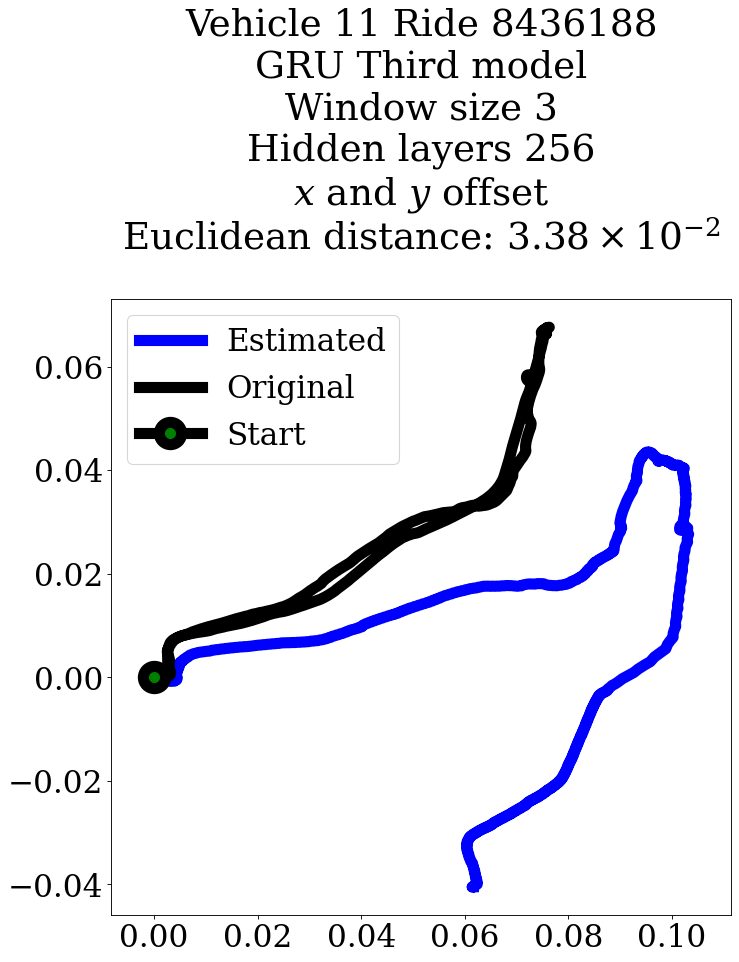 Vehicle 11 Ride 8436188
GRU Third model
Window size 3
Hidden layers 256
x and y offset
Euclidean distance: 3.38 × 10⁻²
Estimated
Original
Start
0.06
0.04
0.02
0.00
−0.02
−0.04
0.00 0.02 0.04 0.06 0.08 0.10